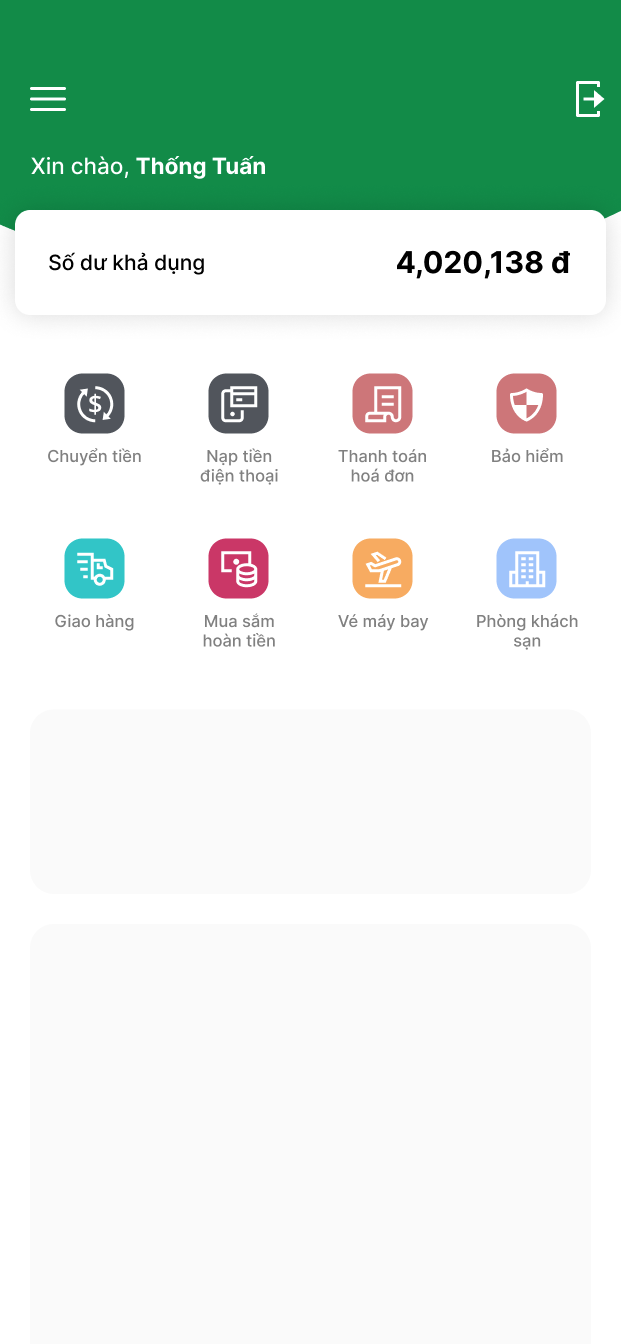 Xin chào, Thống Tuấn
Số dư khả dụng
4,020,138 đ
Chuyển tiền
Nạp tiền
điện thoại
Thanh toán
hoá đơn
Bảo hiểm
Giao hàng
Mua sắm
hoàn tiền
Vé máy bay
Phòng khách
sạn